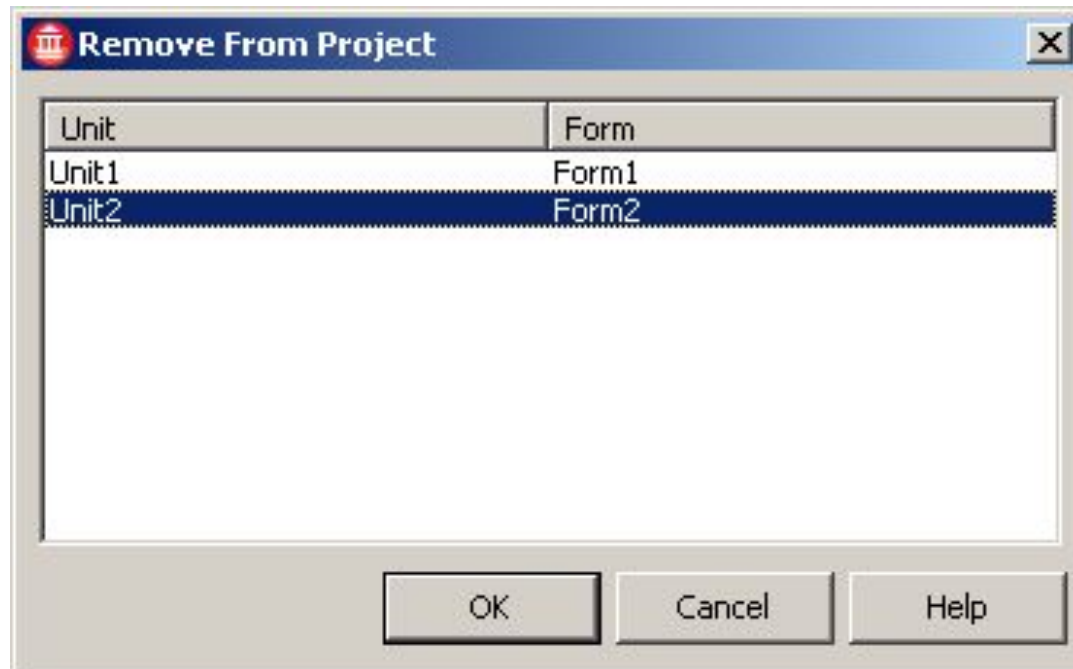 Remove From Project
Unit Form
Unit1 Form1
Unit2 Form2
OK Cancel Help